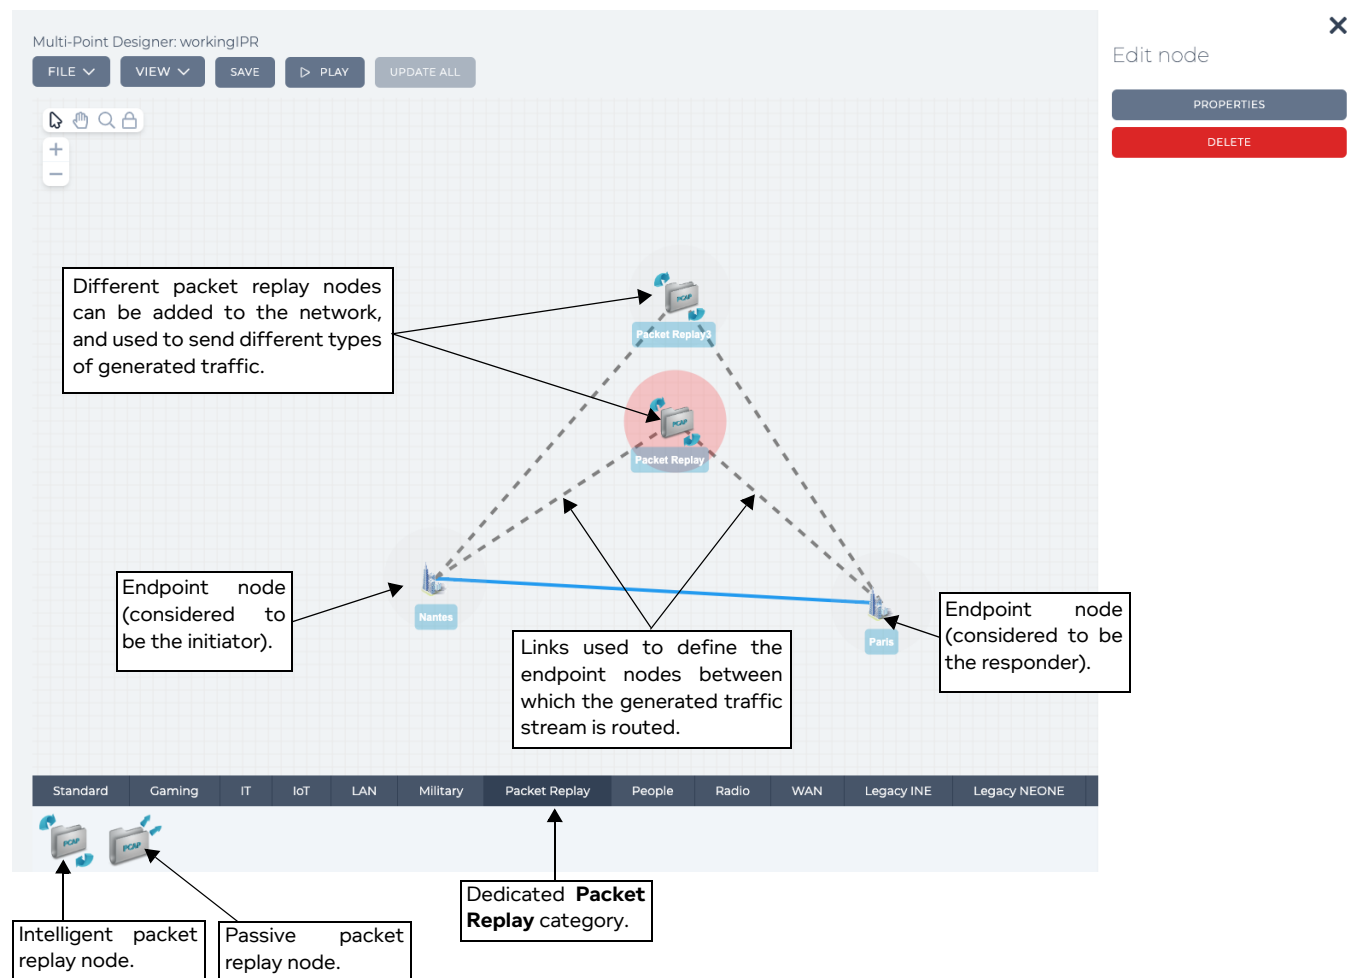 Multi-Point Designer: workingIPR
FILE
VIEW
SAVE
PLAY
UPDATE ALL
Edit node
PROPERTIES
DELETE
Different packet replay nodes
can be added to the network,
and used to send different types
of generated traffic.
PCAP
Packet Replay3
PCAP
Packet Replay
Endpoint node
(considered to
be the initiator).
Nantes
Links used to define the
endpoint nodes between
which the generated traffic
stream is routed.
Paris
Endpoint node
(considered to be
the responder).
Standard Gaming IT IoT LAN Military Packet Replay People Radio WAN Legacy INE Legacy NEONE
PCAP
PCAP
Dedicated Packet
Replay category.
Intelligent packet
replay node.
Passive packet
replay node.